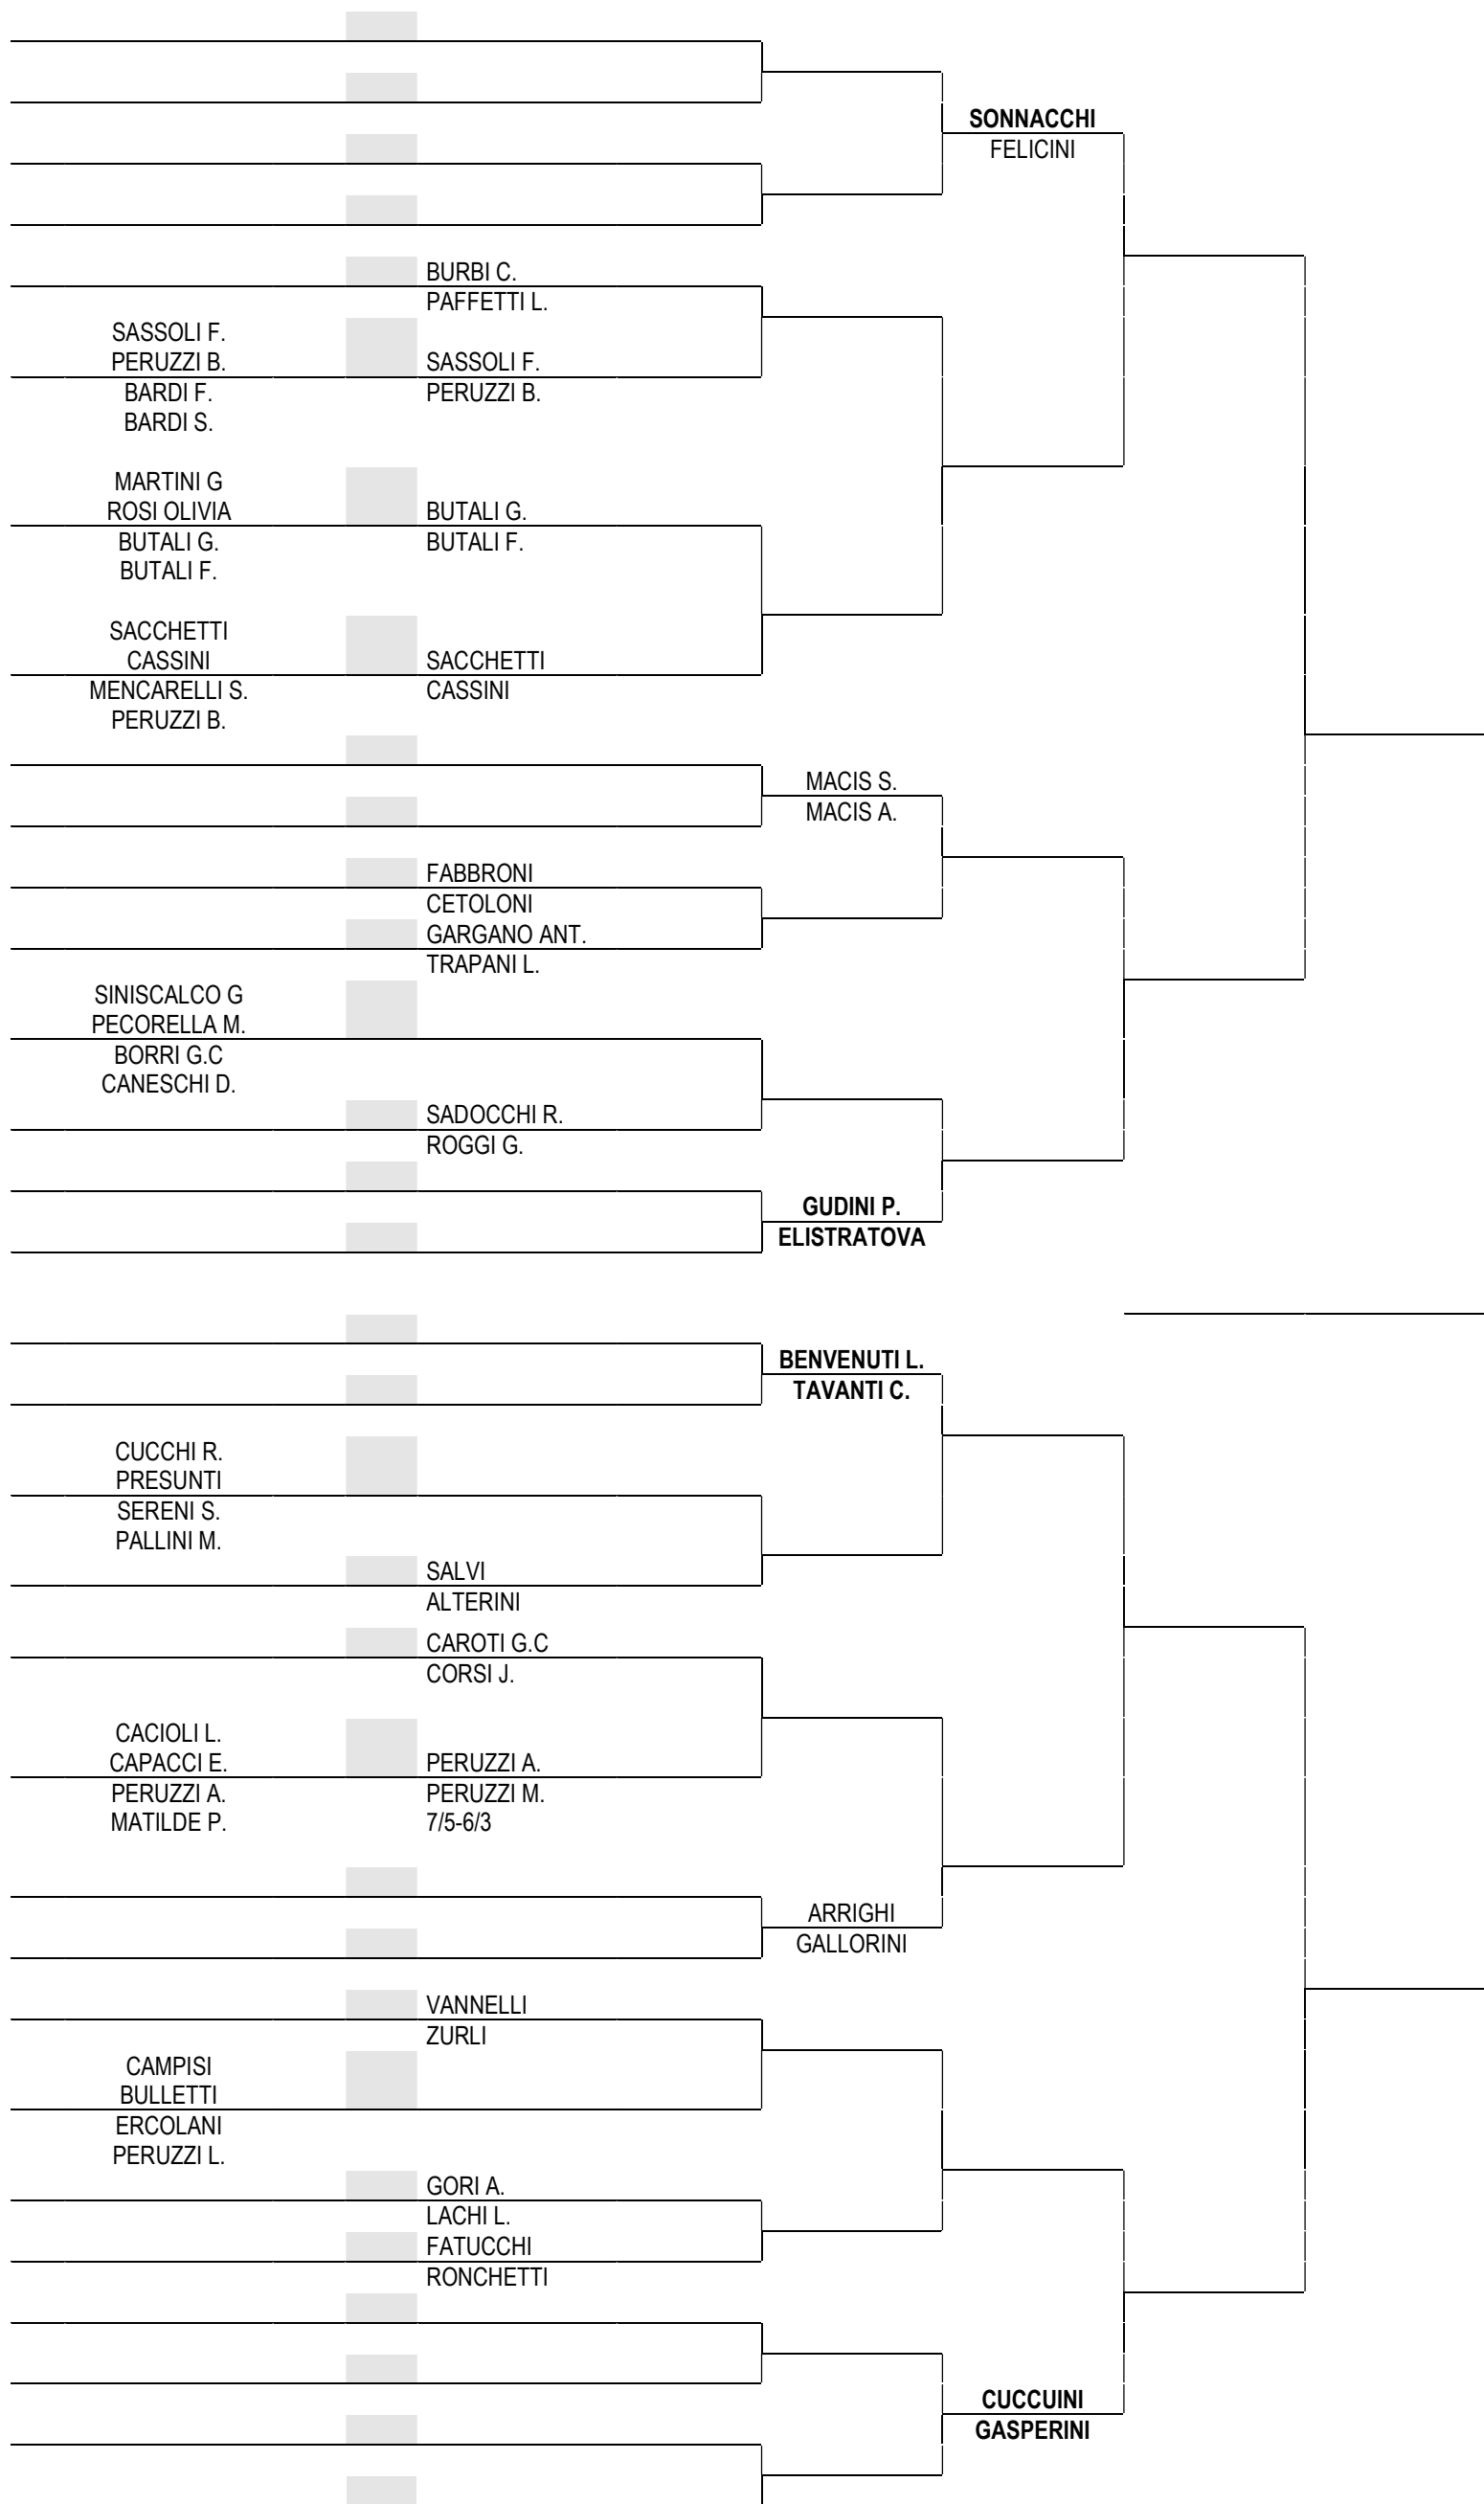 SONNACCHI
FELICINI
BURBI C.
PAFFETTI L.
SASSOLI F.
PERUZZI B.
SASSOLI F.
BARDI F.
PERUZZI B.
BARDI S.
MARTINI G
ROSI OLIVIA
BUTALI G.
BUTALI G.
BUTALI F.
BUTALI F.
SACCHETTI
CASSINI
SACCHETTI
MENCARELLI S.
CASSINI
PERUZZI B.
MACIS S.
MACIS A.
FABBRONI
CETOLONI
GARGANO ANT.
TRAPANI L.
SINISCALCO G
PECORELLA M.
BORRI G.C
CANESCHI D.
SADOCCHI R.
ROGGI G.
GUDINI P.
ELISTRATOVA
BENVENUTI L.
TAVANTI C.
CUCCHI R.
PRESUNTI
SERENI S.
PALLINI M.
SALVI
ALTERINI
CAROTI G.C
CORSI J.
CACIOLI L.
CAPACCI E.
PERUZZI A.
PERUZZI A.
PERUZZI M.
MATILDE P.
7/5-6/3
ARRIGHI
GALLORINI
VANNELLI
ZURLI
CAMPISI
BULLETTI
ERCOLANI
PERUZZI L.
GORI A.
LACHI L.
FATUCCHI
RONCHETTI
CUCCUINI
GASPERINI